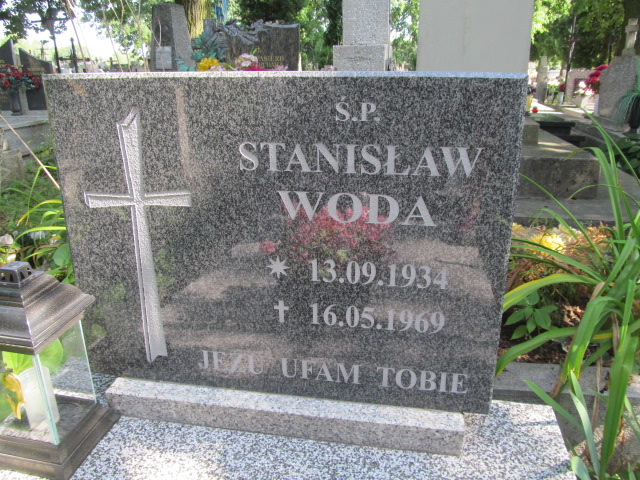 Ś.P.
STANISŁAW
WODA
* 13.09.1934
† 16.05.1969
JEZU UFAM TOBIE